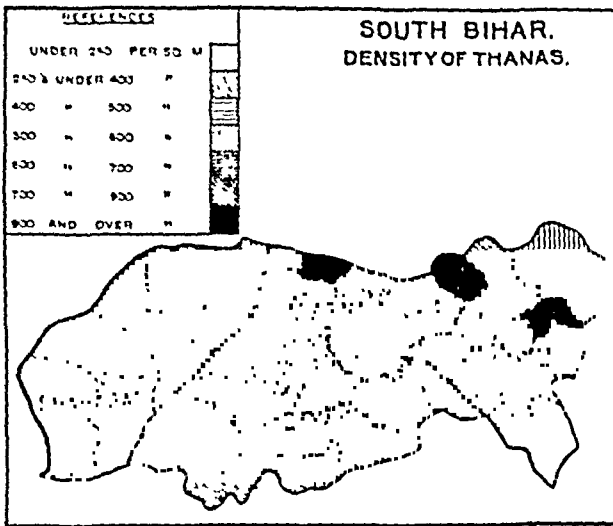 REFERENCES
UNDER 250 PER SQ. M
250 & UNDER 400 "
400 " 500 "
500 " 600 "
600 " 700 "
700 " 900 "
900 AND OVER "
SOUTH BIHAR.
DENSITY OF THANAS.